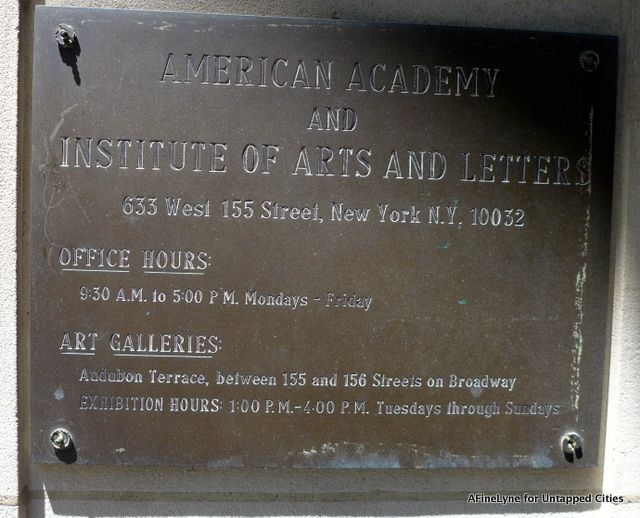 AMERICAN ACADEMY
AND
INSTITUTE OF ARTS AND LETTERS
633 West 155 Street, New York N.Y. 10032
OFFICE HOURS:
9:30 A.M. to 5:00 P.M. Mondays - Friday
ART GALLERIES:
Audubon Terrace, between 155 and 156 Streets on Broadway
EXHIBITION HOURS: 1:00 P.M.-4:00 P.M. Tuesdays through Sundays
AFineLyne for Untapped Cities